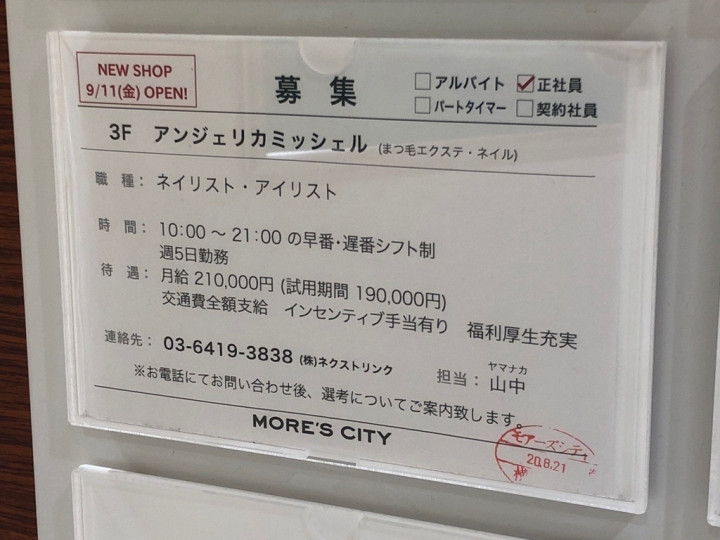 NEW SHOP
9/11(金) OPEN!
募 集
□アルバイト ☑正社員
□パートタイマー □契約社員
3F アンジェリカミッシェル (まつ毛エクステ・ネイル)
職 種： ネイリスト・アイリスト
時 間： 10:00 〜 21:00 の早番・遅番シフト制
週5日勤務
待 遇： 月給 210,000円 (試用期間 190,000円)
交通費全額支給 インセンティブ手当有り 福利厚生充実
連絡先： 03-6419-3838 (株)ネクストリンク 担当： 山中
ヤマナカ
※お電話にてお問い合わせ後、選考についてご案内致します。
MORE'S CITY
モアーズシティ
20.8.21